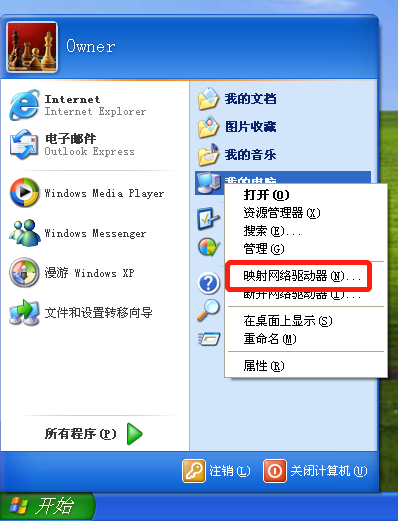 Owner
Internet
Internet Explorer
电子邮件
Outlook Express
Windows Media Player
Windows Messenger
漫游 Windows XP
文件和设置转移向导
所有程序(P)
我的文档
图片收藏
我的音乐
我的电脑
打开(O)
资源管理器(X)
搜索(E)...
管理(G)
映射网络驱动器(N)...
断开网络驱动器(I)...
在桌面上显示(S)
重命名(M)
属性(R)
注销(L)
关闭计算机(U)
开始